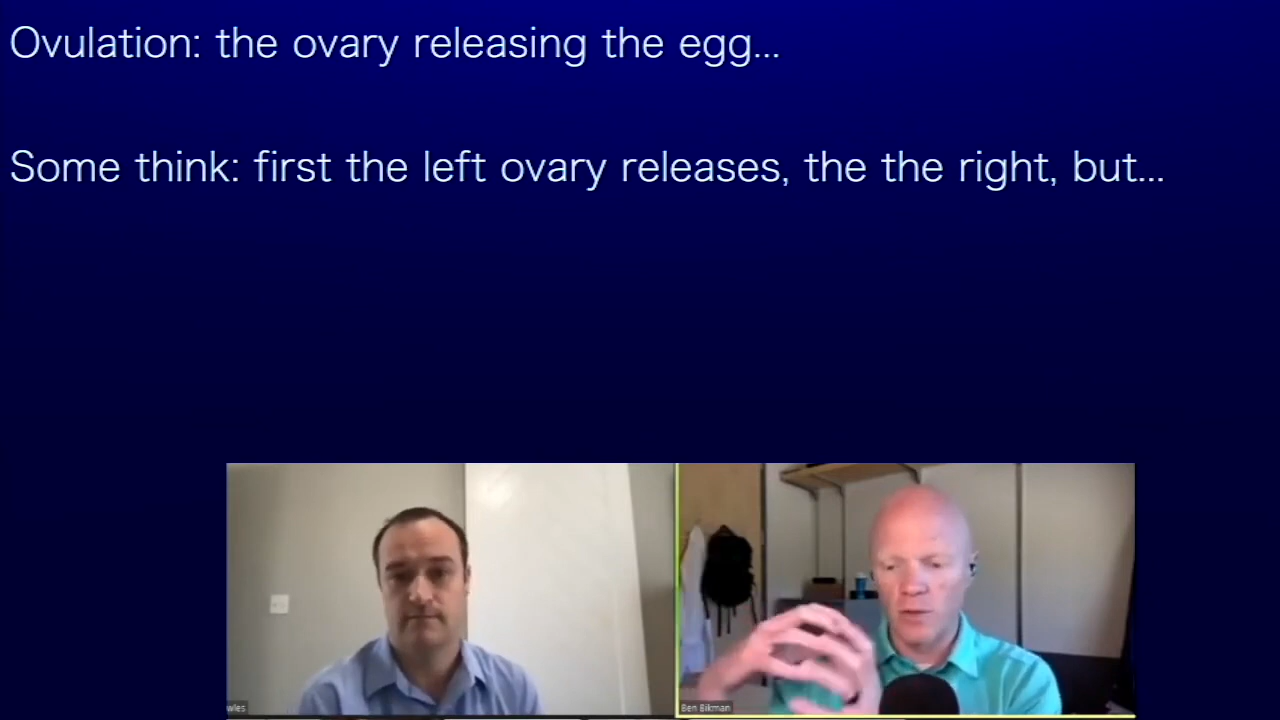 Ovulation: the ovary releasing the egg...
Some think: first the left ovary releases, the the right, but...
wles
Ben Bikman